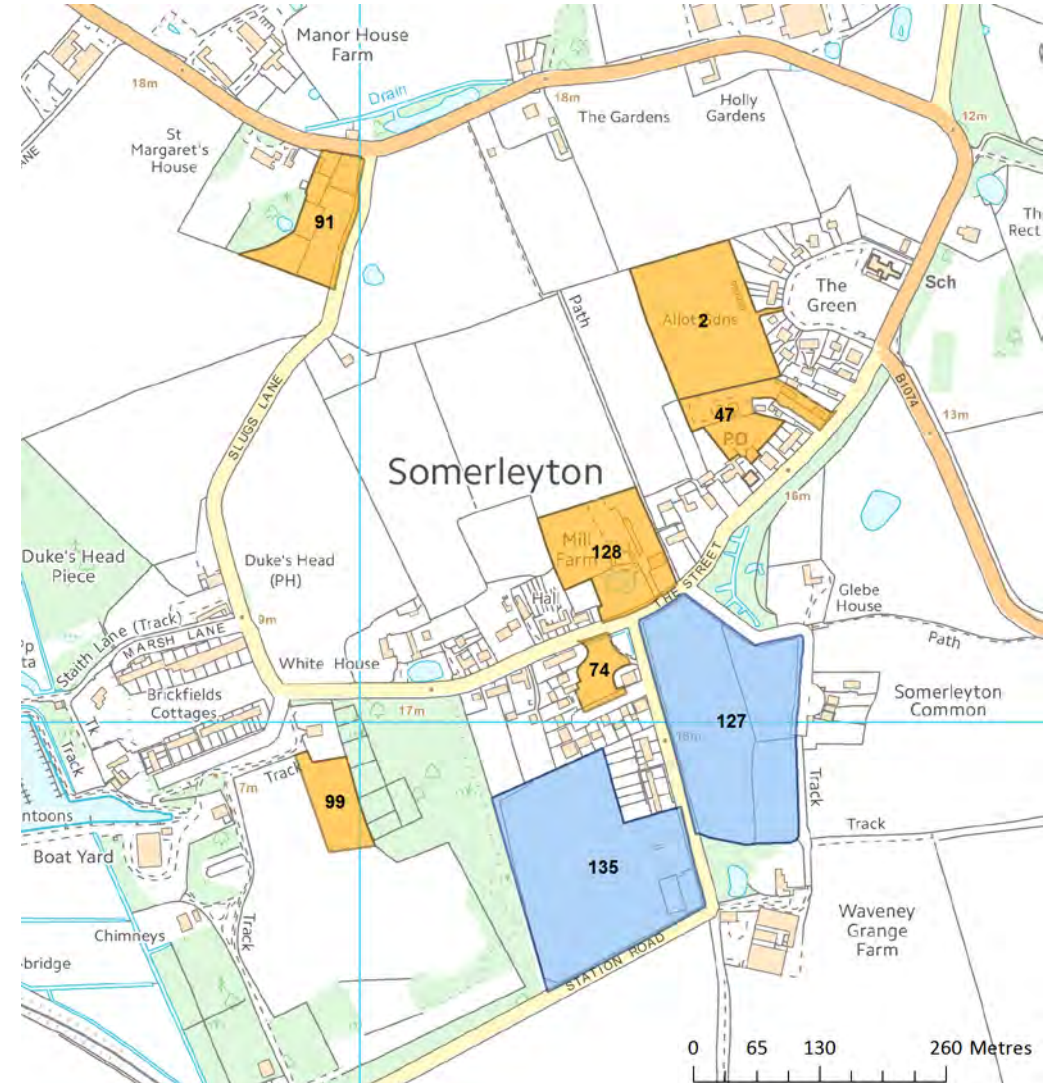 Manor House
Farm
18m
Drain
18m
The Gardens
Holly
Gardens
12m
St
Margaret's
House
91
The
Green
Sch
Path
2
SLUGS LANE
B1074
47
PO
13m
Somerleyton
16m
Duke's Head
Piece
Duke's Head
(PH)
Mill
Farm
128
THE STREET
Hall
Glebe
House
Path
Staith Lane (Track)
MARSH LANE
9m
White House
74
Brickfields
Cottages
17m
127
Somerleyton
Common
Tk
Track
Track
7m
99
Track
Track
Boat Yard
135
Chimneys
Track
STATION ROAD
Waveney
Grange
Farm
0 65 130 260 Metres